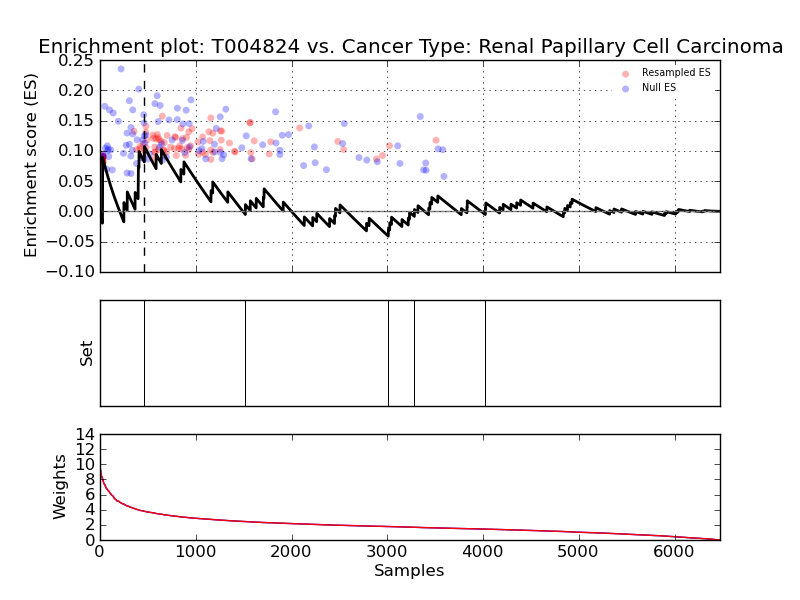 Enrichment plot: T004824 vs. Cancer Type: Renal Papillary Cell Carcinoma
Enrichment score (ES)
0.25
0.20
0.15
0.10
0.05
0.00
−0.05
−0.10
Resampled ES
Null ES
Set
Weights
14
12
10
8
6
4
2
0
0 1000 2000 3000 4000 5000 6000
Samples